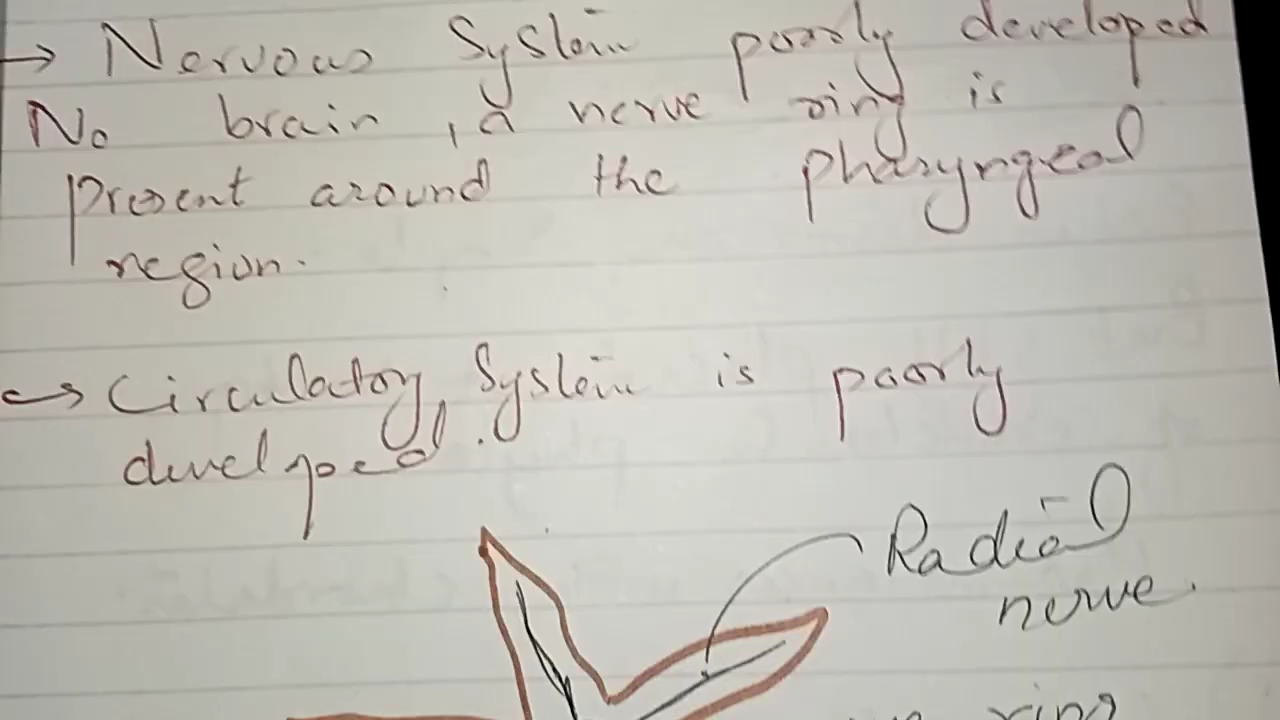 → Nervous System poorly developed
No brain, a nerve ring is
Present around the pharyngeal
region.
→ Circulatory System is poorly
developed.
Radial
nerve.
ring